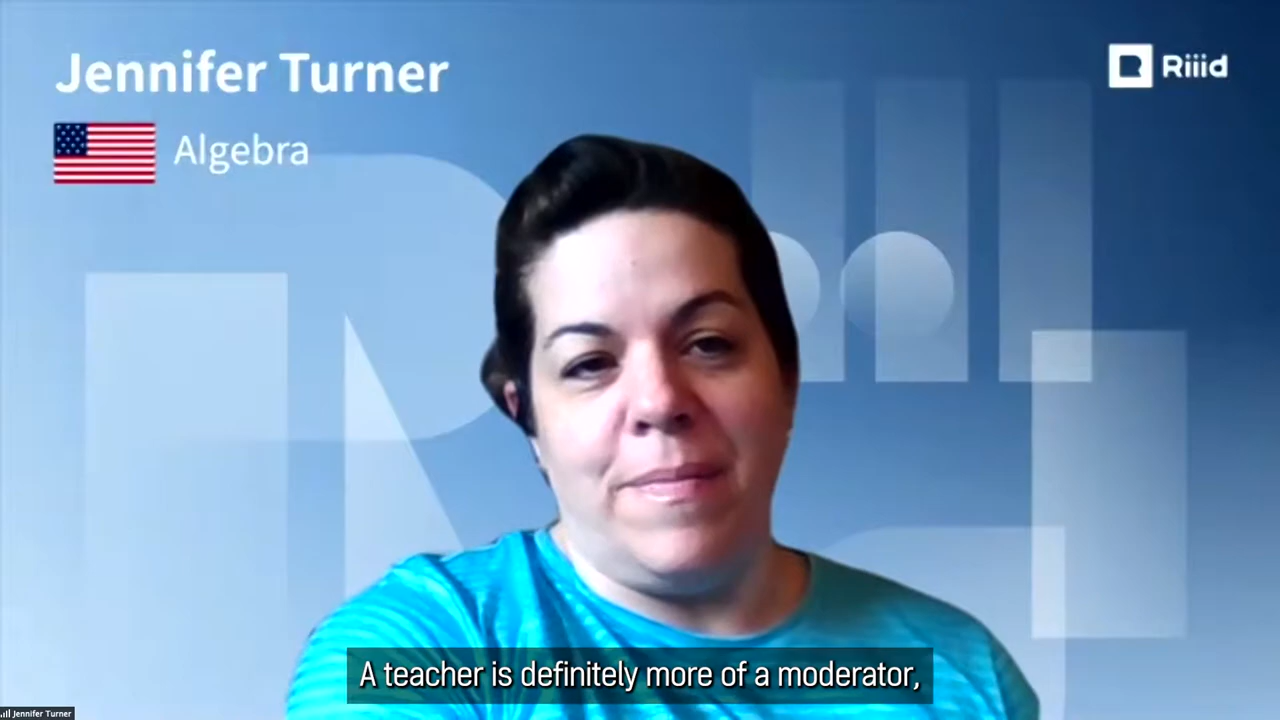 Jennifer Turner
Riiid
Algebra
A teacher is definitely more of a moderator,
Jennifer Turner